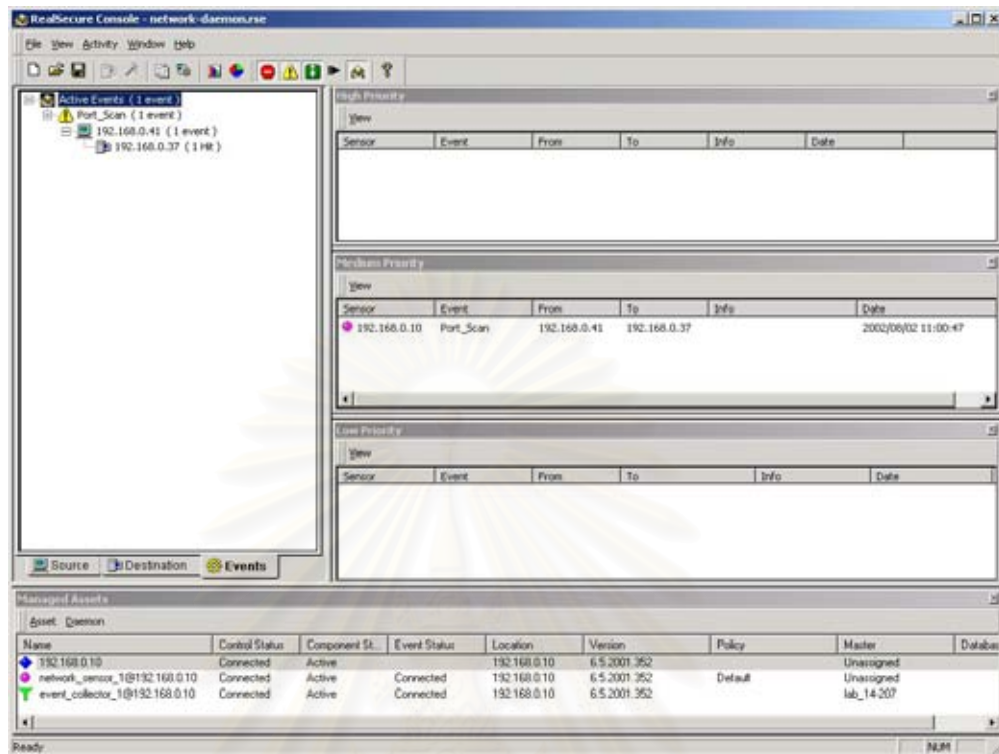 RealSecure Console - network-daemon.rse
File View Activity Window Help
Active Events ( 1 event )
Port_Scan ( 1 event )
192.168.0.41 ( 1 event )
192.168.0.37 ( 1 Hit )
Source Destination Events
High Priority
View
Sensor Event From To Info Date
Medium Priority
View
Sensor Event From To Info Date
192.168.0.10 Port_Scan 192.168.0.41 192.168.0.37 2002/08/02 11:00:47
Low Priority
View
Sensor Event From To Info Date
Managed Assets
Asset Daemon
Name Control Status Component St... Event Status Location Version Policy Master Databas
192.168.0.10 Connected Active 192.168.0.10 6.5.2001.352 Unassigned
network_sensor_1@192.168.0.10 Connected Active Connected 192.168.0.10 6.5.2001.352 Default Unassigned
event_collector_1@192.168.0.10 Connected Active Connected 192.168.0.10 6.5.2001.352 lab_14-207
Ready NUM